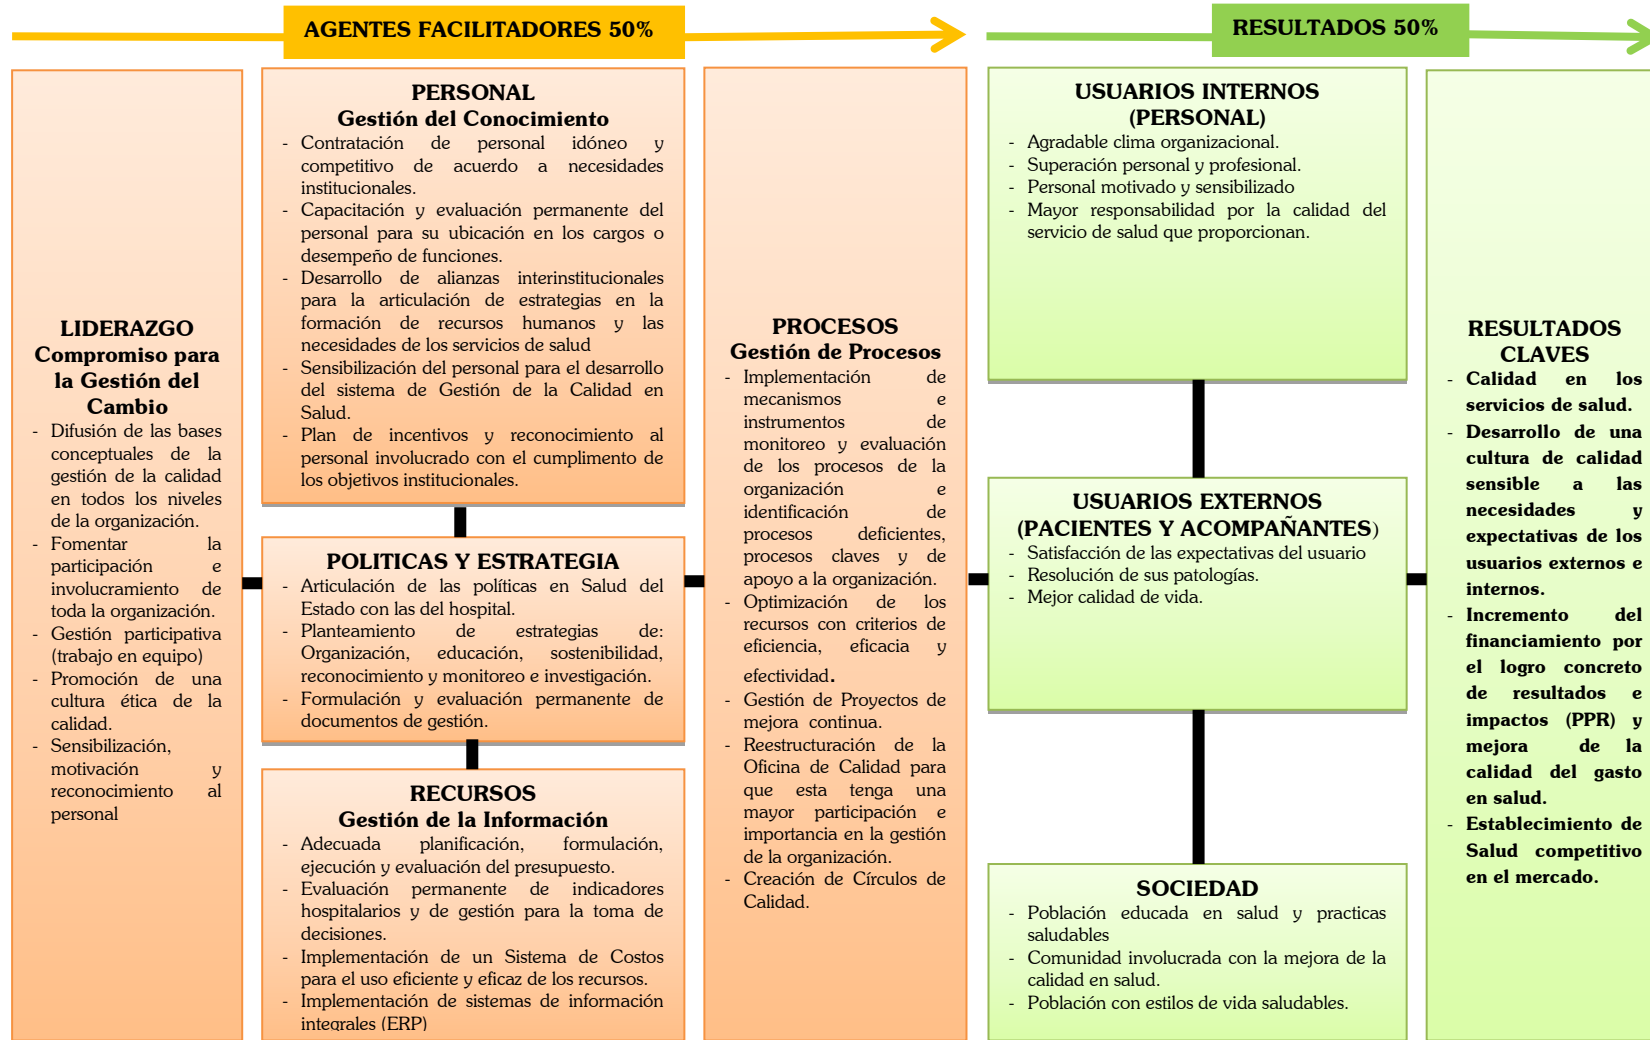 AGENTES FACILITADORES 50%
RESULTADOS 50%
LIDERAZGO
Compromiso para
la Gestión del
Cambio
- Difusión de las bases
conceptuales de la
gestión de la calidad
en todos los niveles
de la organización.
- Fomentar la
participación e
involucramiento de
toda la organización.
- Gestión participativa
(trabajo en equipo)
- Promoción de una
cultura ética de la
calidad.
- Sensibilización,
motivación y
reconocimiento al
personal
PERSONAL
Gestión del Conocimiento
- Contratación de personal idóneo y
competitivo de acuerdo a necesidades
institucionales.
- Capacitación y evaluación permanente del
personal para su ubicación en los cargos o
desempeño de funciones.
- Desarrollo de alianzas interinstitucionales
para la articulación de estrategias en la
formación de recursos humanos y las
necesidades de los servicios de salud
- Sensibilización del personal para el desarrollo
del sistema de Gestión de la Calidad en
Salud.
- Plan de incentivos y reconocimiento al
personal involucrado con el cumplimento de
los objetivos institucionales.
POLITICAS Y ESTRATEGIA
- Articulación de las políticas en Salud del
Estado con las del hospital.
- Planteamiento de estrategias de:
Organización, educación, sostenibilidad,
reconocimiento y monitoreo e investigación.
- Formulación y evaluación permanente de
documentos de gestión.
RECURSOS
Gestión de la Información
- Adecuada planificación, formulación,
ejecución y evaluación del presupuesto.
- Evaluación permanente de indicadores
hospitalarios y de gestión para la toma de
decisiones.
- Implementación de un Sistema de Costos
para el uso eficiente y eficaz de los recursos.
- Implementación de sistemas de información
integrales (ERP)
PROCESOS
Gestión de Procesos
- Implementación de
mecanismos e
instrumentos de
monitoreo y evaluación
de los procesos de la
organización e
identificación de
procesos deficientes,
procesos claves y de
apoyo a la organización.
- Optimización de los
recursos con criterios de
eficiencia, eficacia y
efectividad.
- Gestión de Proyectos de
mejora continua.
- Reestructuración de la
Oficina de Calidad para
que esta tenga una
mayor participación e
importancia en la gestión
de la organización.
- Creación de Círculos de
Calidad.
USUARIOS INTERNOS
(PERSONAL)
- Agradable clima organizacional.
- Superación personal y profesional.
- Personal motivado y sensibilizado
- Mayor responsabilidad por la calidad del
servicio de salud que proporcionan.
USUARIOS EXTERNOS
(PACIENTES Y ACOMPAÑANTES)
- Satisfacción de las expectativas del usuario
- Resolución de sus patologías.
- Mejor calidad de vida.
SOCIEDAD
- Población educada en salud y practicas
saludables
- Comunidad involucrada con la mejora de la
calidad en salud.
- Población con estilos de vida saludables.
RESULTADOS
CLAVES
- Calidad en los
servicios de salud.
- Desarrollo de una
cultura de calidad
sensible a las
necesidades y
expectativas de los
usuarios externos e
internos.
- Incremento del
financiamiento por
el logro concreto
de resultados e
impactos (PPR) y
mejora de la
calidad del gasto
en salud.
- Establecimiento de
Salud competitivo
en el mercado.